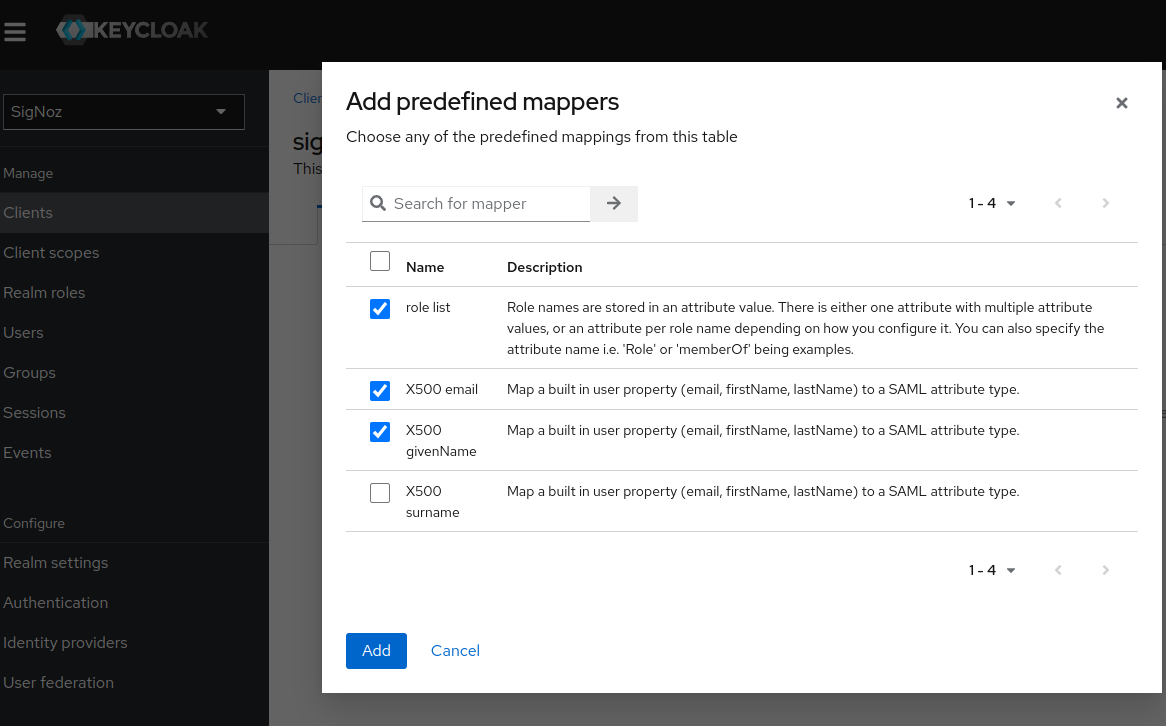 KEYCLOAK
SigNoz
Manage
Clients
Client scopes
Realm roles
Users
Groups
Sessions
Events
Configure
Realm settings
Authentication
Identity providers
User federation
Clien
sig
This
Add predefined mappers
Choose any of the predefined mappings from this table
Search for mapper
1 - 4
Name Description
role list Role names are stored in an attribute value. There is either one attribute with multiple attribute
values, or an attribute per role name depending on how you configure it. You can also specify the
attribute name i.e. 'Role' or 'memberOf' being examples.
X500 email Map a built in user property (email, firstName, lastName) to a SAML attribute type.
X500 Map a built in user property (email, firstName, lastName) to a SAML attribute type.
givenName
X500 Map a built in user property (email, firstName, lastName) to a SAML attribute type.
surname
1 - 4
Add Cancel